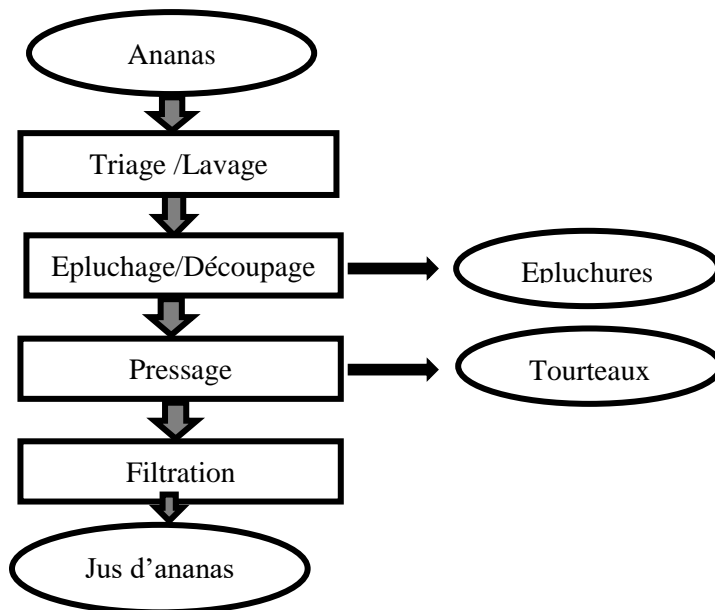 Ananas
Triage /Lavage
Epluchage/Découpage
Epluchures
Pressage
Tourteaux
Filtration
Jus d’ananas